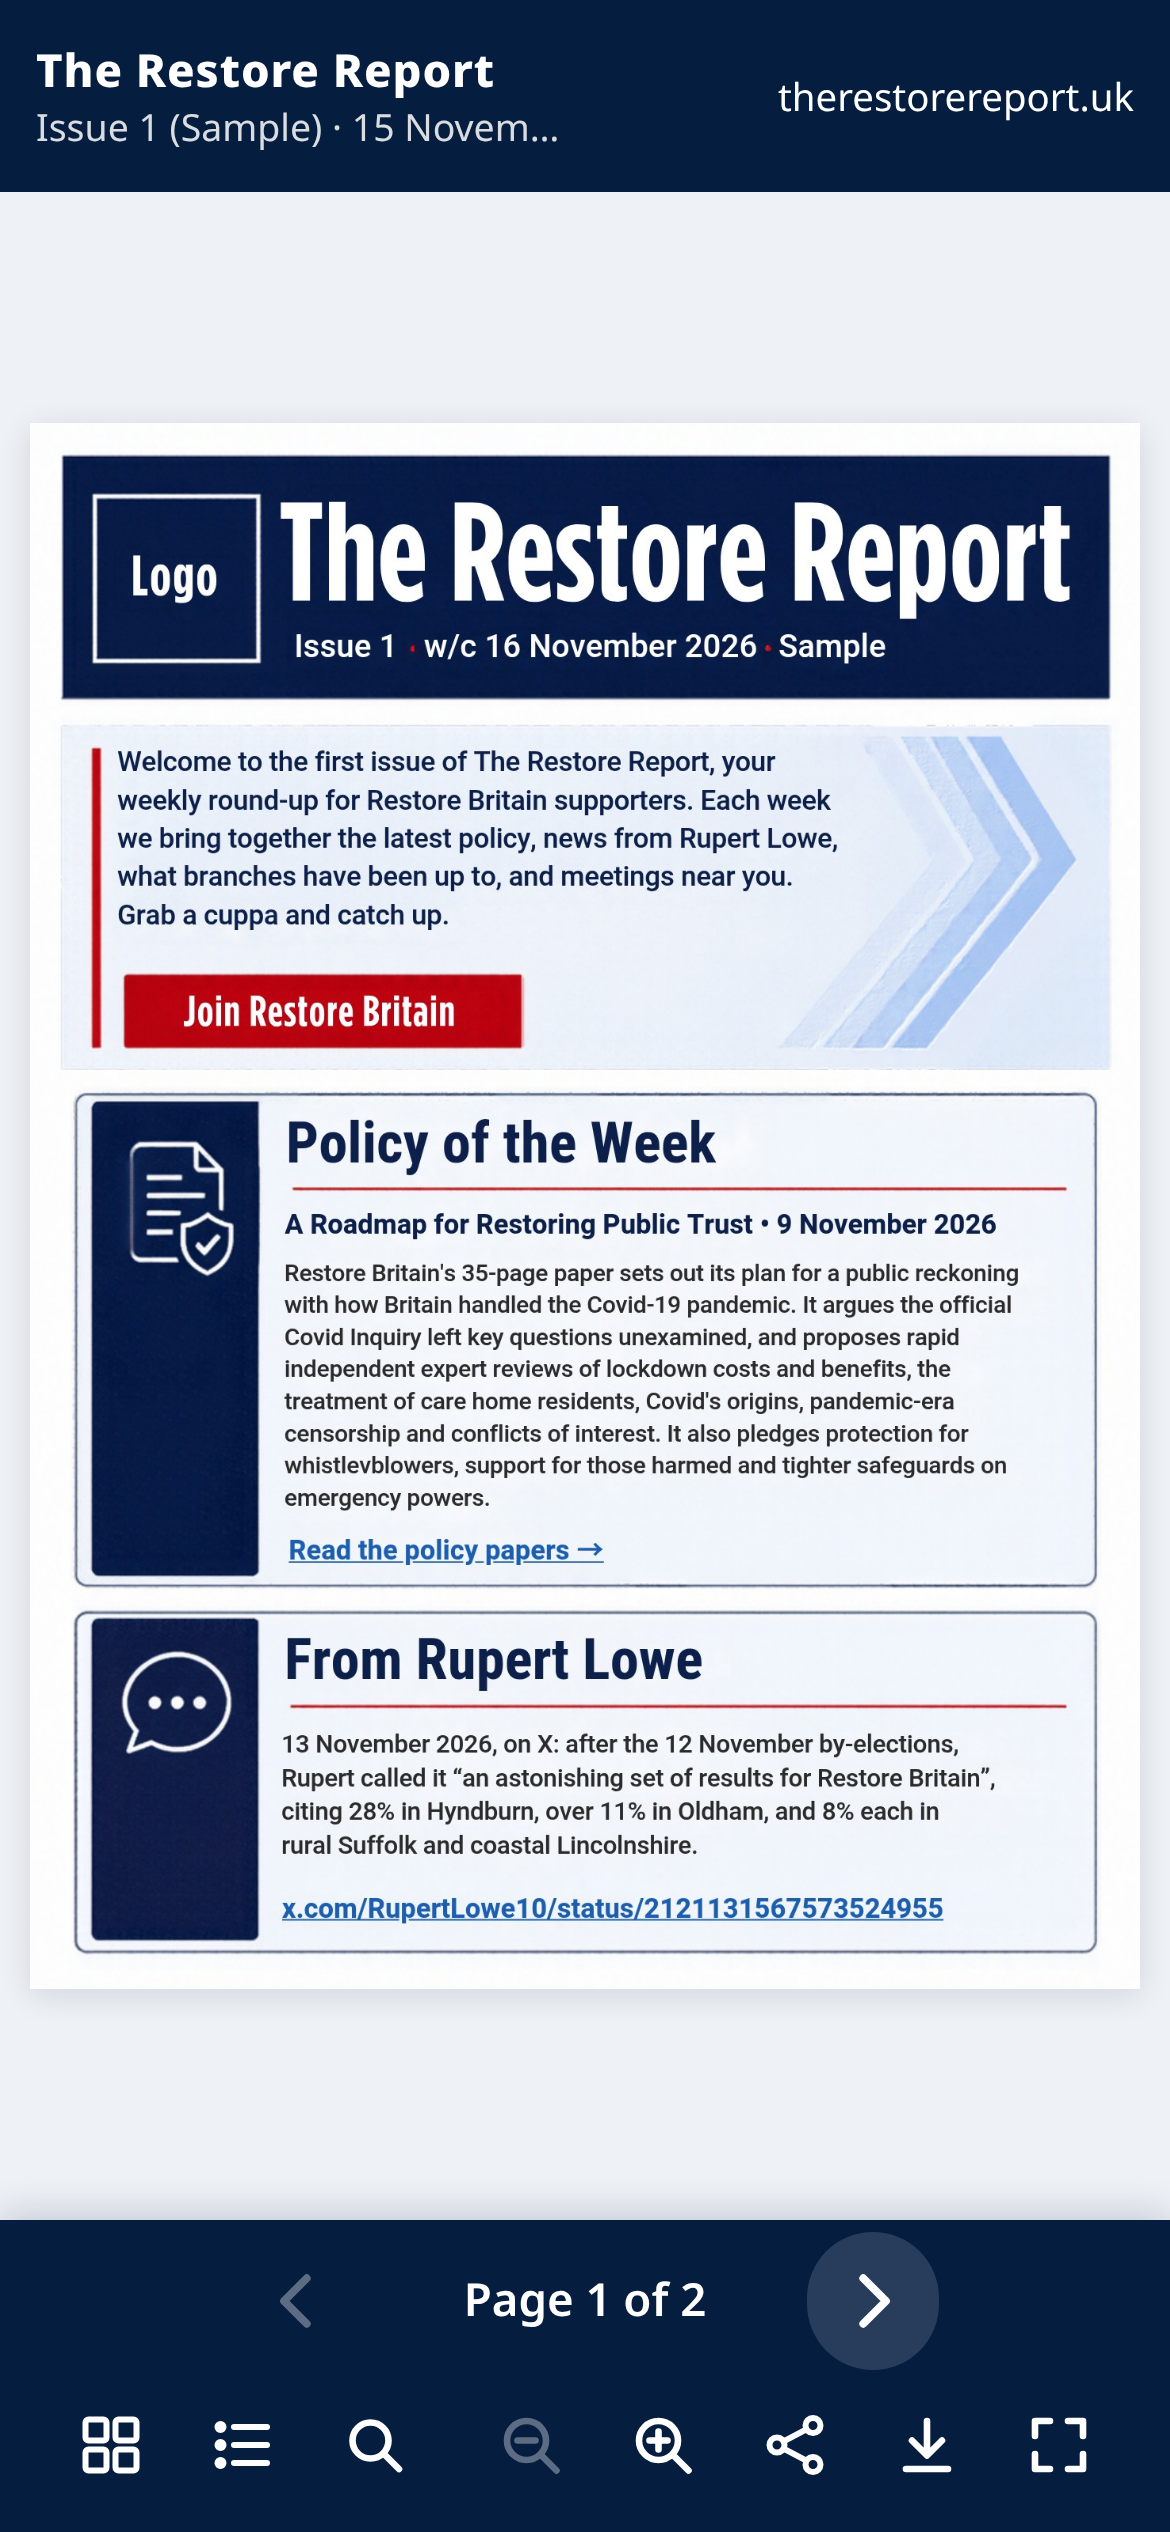 The Restore Report
Issue 1 (Sample) · 15 Novem...
therestorereport.uk
Logo
The Restore Report
Issue 1 · w/c 16 November 2026 · Sample
Welcome to the first issue of The Restore Report, your
weekly round-up for Restore Britain supporters. Each week
we bring together the latest policy, news from Rupert Lowe,
what branches have been up to, and meetings near you.
Grab a cuppa and catch up.
Join Restore Britain
Policy of the Week
A Roadmap for Restoring Public Trust • 9 November 2026
Restore Britain's 35-page paper sets out its plan for a public reckoning
with how Britain handled the Covid-19 pandemic. It argues the official
Covid Inquiry left key questions unexamined, and proposes rapid
independent expert reviews of lockdown costs and benefits, the
treatment of care home residents, Covid's origins, pandemic-era
censorship and conflicts of interest. It also pledges protection for
whistlevblowers, support for those harmed and tighter safeguards on
emergency powers.
Read the policy papers →
From Rupert Lowe
13 November 2026, on X: after the 12 November by-elections,
Rupert called it “an astonishing set of results for Restore Britain”,
citing 28% in Hyndburn, over 11% in Oldham, and 8% each in
rural Suffolk and coastal Lincolnshire.
x.com/RupertLowe10/status/2121131567573524955
Page 1 of 2